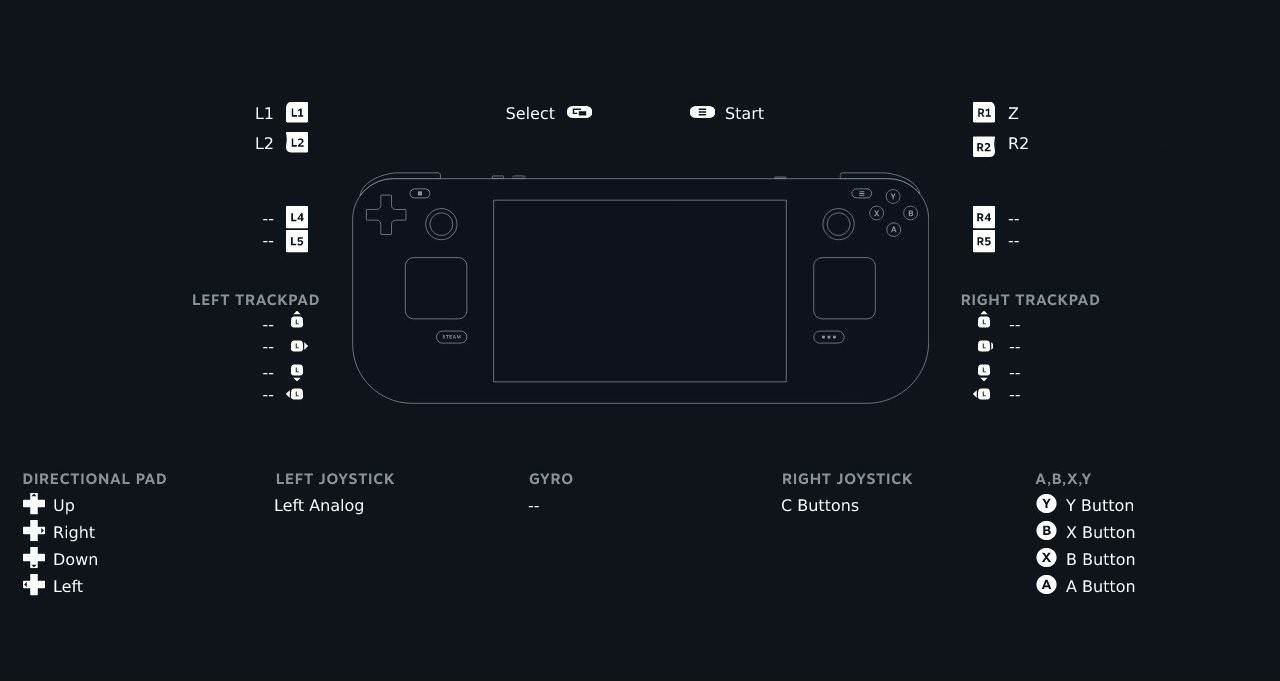 L1 L1
Select
Start
R1 Z
L2 L2
R2 R2
-- L4
R4 --
-- L5
R5 --
Y
X B
A
STEAM
LEFT TRACKPAD
-- L
-- L
-- L
-- L
RIGHT TRACKPAD
L --
L --
L --
L --
DIRECTIONAL PAD
Up
Right
Down
Left
LEFT JOYSTICK
Left Analog
GYRO
--
RIGHT JOYSTICK
C Buttons
A,B,X,Y
Y Y Button
B X Button
X B Button
A A Button